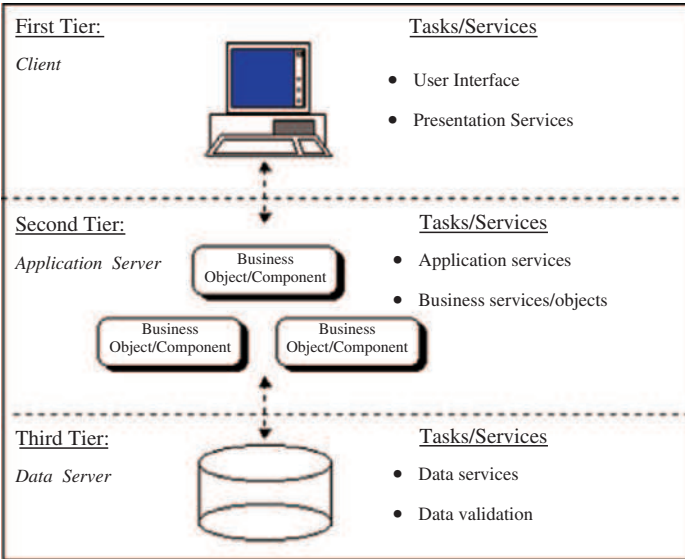 First Tier:
Client
Tasks/Services
• User Interface
• Presentation Services
Second Tier:
Application Server
Business
Object/Component
Business
Object/Component
Business
Object/Component
Tasks/Services
• Application services
• Business services/objects
Third Tier:
Data Server
Tasks/Services
• Data services
• Data validation